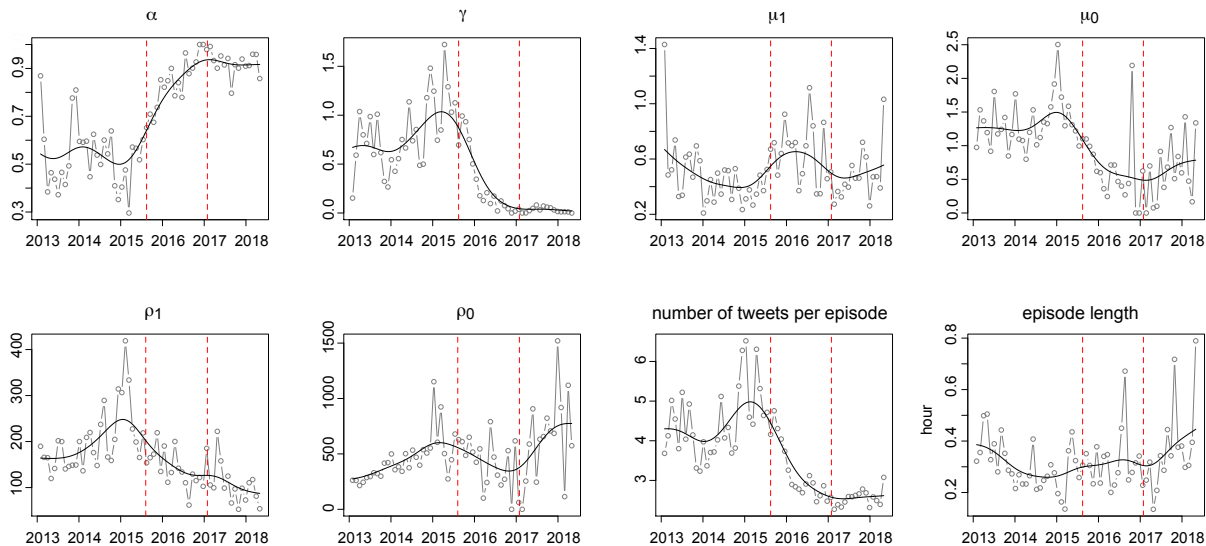 α γ μ1 μ0
0.3 0.5 0.7 0.9
2013 2014 2015 2016 2017 2018
0.0 0.5 1.0 1.5
2013 2014 2015 2016 2017 2018
0.2 0.6 1.0 1.4
2013 2014 2015 2016 2017 2018
0.0 0.5 1.0 1.5 2.0 2.5
2013 2014 2015 2016 2017 2018
ρ1 ρ0 number of tweets per episode episode length
100 200 300 400
2013 2014 2015 2016 2017 2018
0 500 1000 1500
2013 2014 2015 2016 2017 2018
3 4 5 6
2013 2014 2015 2016 2017 2018
hour
0.2 0.4 0.6 0.8
2013 2014 2015 2016 2017 2018